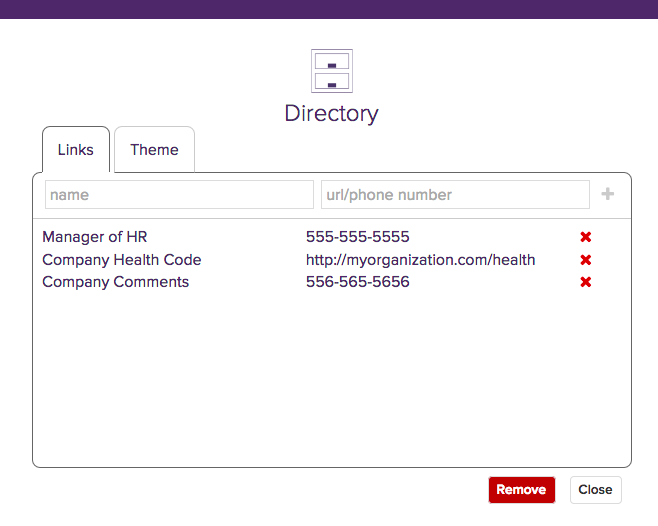 Directory
Links Theme
name url/phone number
Manager of HR 555-555-5555
Company Health Code http://myorganization.com/health
Company Comments 556-565-5656
Remove Close